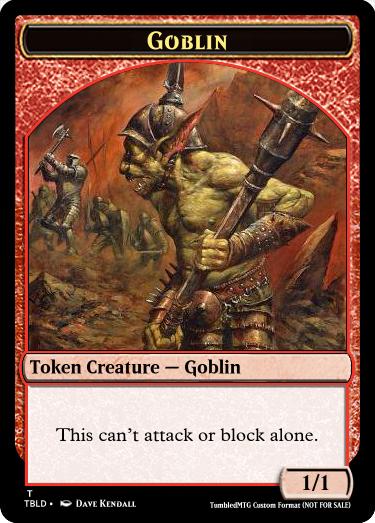 Goblin
Token Creature — Goblin
This can't attack or block alone.
1/1
T
TBLD • Dave Kendall
TumbledMTG Custom Format (NOT FOR SALE)